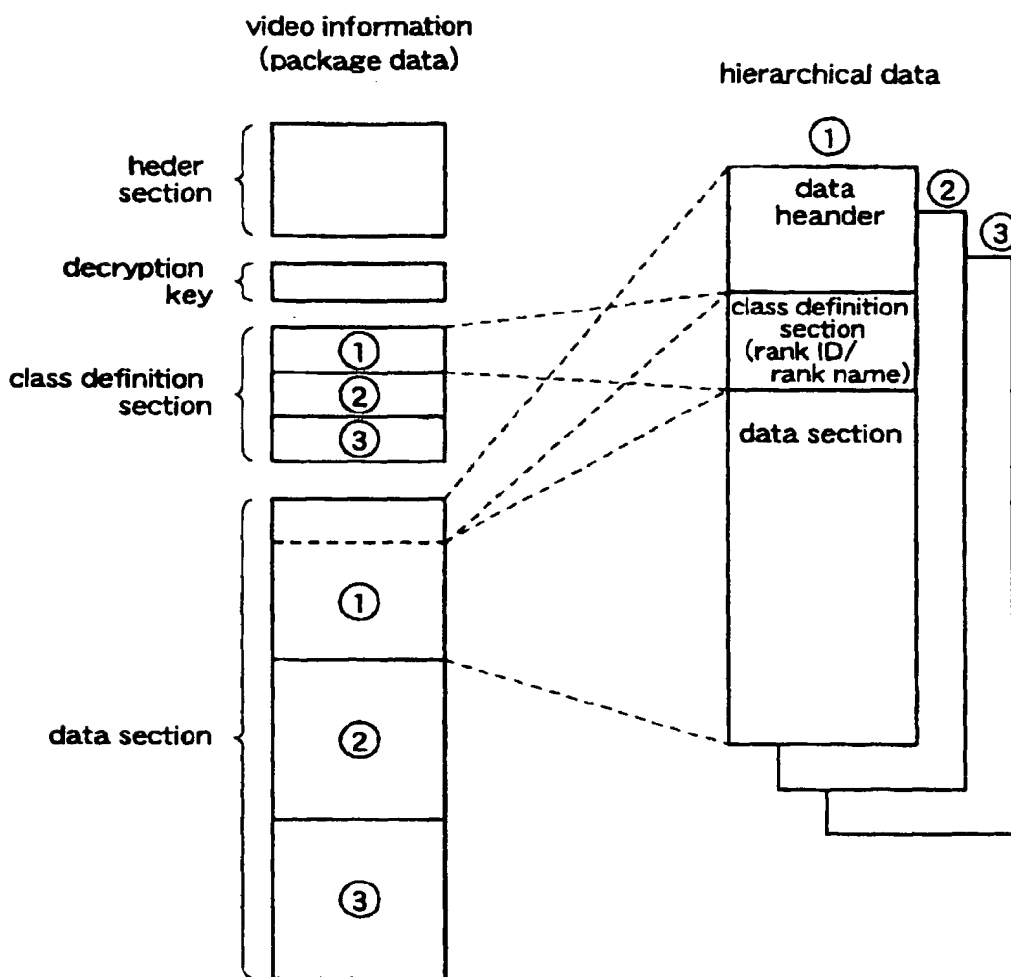 video information
(package data)
heder
section
decryption
key
class definition
section
①
②
③
data section
①
②
③
hierarchical data
①
②
③
data
heander
class definition
section
(rank ID/
rank name)
data section